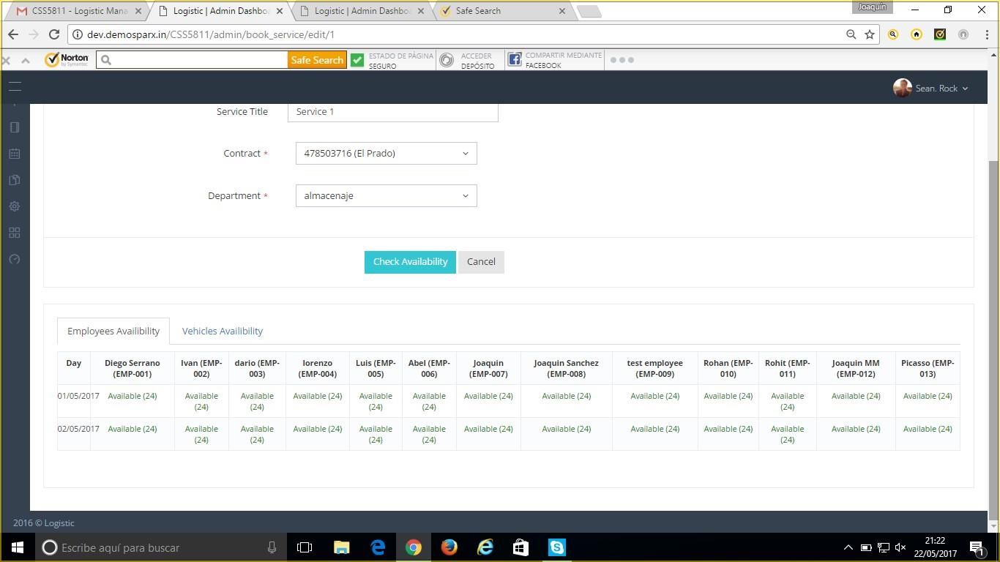 Joaquín
CSS5811 - Logistic Mana
Logistic | Admin Dashboa
Logistic | Admin Dashboa
Safe Search
dev.demosparx.in/CSS5811/admin/book_service/edit/1
Norton
by Symantec
Safe Search
ESTADO DE PÁGINA
SEGURO
ACCEDER
DEPÓSITO
COMPARTIR MEDIANTE
FACEBOOK
Sean. Rock
Service Title
Service 1
Contract *
478503716 (El Prado)
Department *
almacenaje
Check Availability
Cancel
Employees Availibility
Vehicles Availibility
Day Diego Serrano (EMP-001) Ivan (EMP-002) dario (EMP-003) lorenzo (EMP-004) Luis (EMP-005) Abel (EMP-006) Joaquin (EMP-007) Joaquin Sanchez (EMP-008) test employee (EMP-009) Rohan (EMP-010) Rohit (EMP-011) Joaquin MM (EMP-012) Picasso (EMP-013)
01/05/2017 Available (24) Available (24) Available (24) Available (24) Available (24) Available (24) Available (24) Available (24) Available (24) Available (24) Available (24) Available (24) Available (24)
02/05/2017 Available (24) Available (24) Available (24) Available (24) Available (24) Available (24) Available (24) Available (24) Available (24) Available (24) Available (24) Available (24) Available (24)
2016 © Logistic
Escribe aquí para buscar
21:22
22/05/2017
1